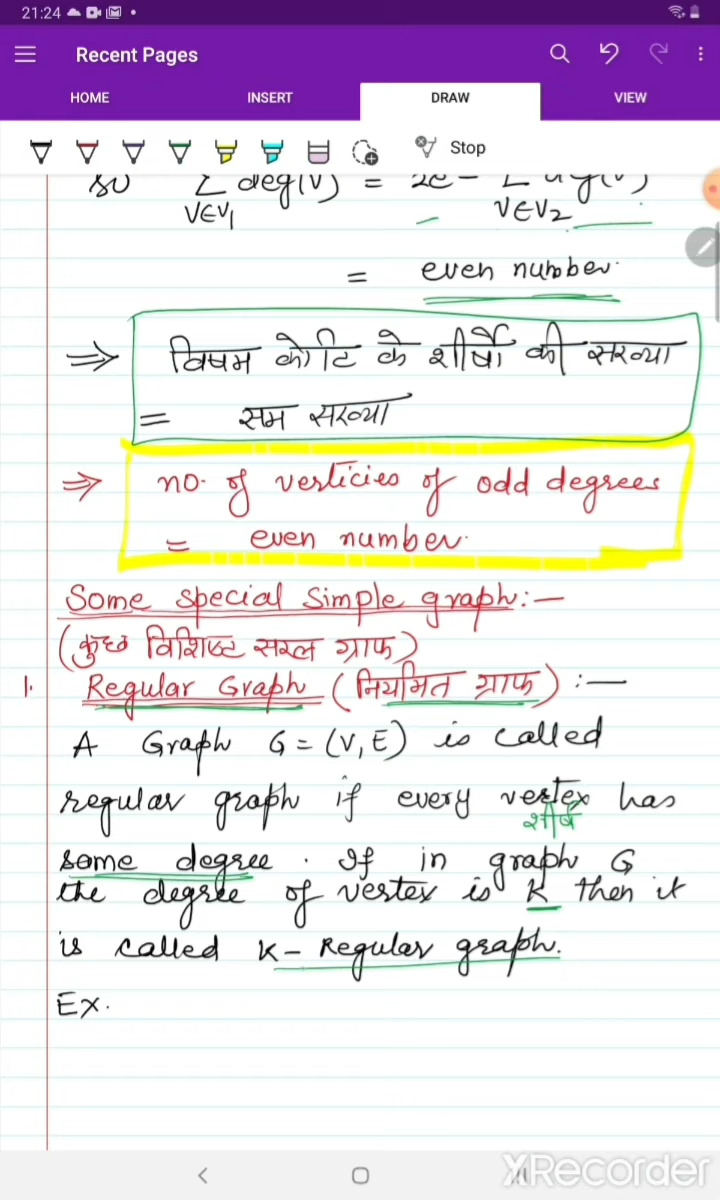 21:24
Recent Pages
HOME INSERT DRAW VIEW
Stop
so Σ deg(v) = 2e - Σ deg(v)
V∈V₁ V∈V₂
= even number.
⇒ विषम कोटि के शीर्षों की संख्या
= सम संख्या
⇒ no. of verticies of odd degrees
= even number.
Some special simple graph:—
(कुछ विशिष्ट सरल ग्राफ)
1. Regular Graph (नियमित ग्राफ) :—
A Graph G = (V, E) is called
regular graph if every vertex has
शीर्ष
same degree. If in graph G
the degree of vertex is K then it
is called K- Regular graph.
Ex.
XRecorder